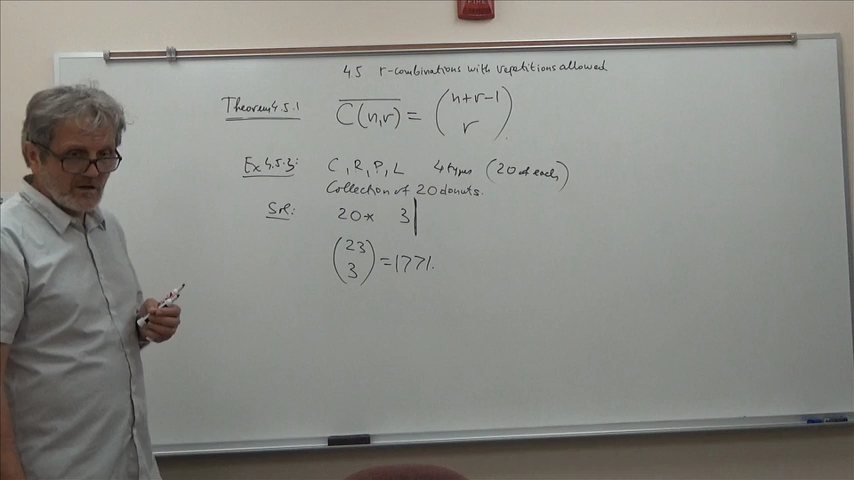 4.5 r-combinations with repetitions allowed
Theorem 4.5.1 C(n,r) = (n+r-1 r)
Ex 4.5.3: C, R, P, L 4 types (20 of each)
Collection of 20 donuts.
Sol: 20* 3|
(23 3) = 1771.